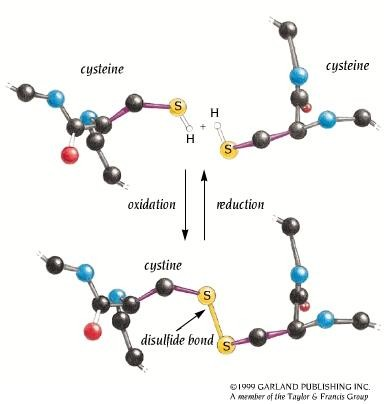 cysteine
cysteine
S
H
H
+
S
oxidation
reduction
cystine
S
S
disulfide bond
©1999 GARLAND PUBLISHING INC.
A member of the Taylor & Francis Group